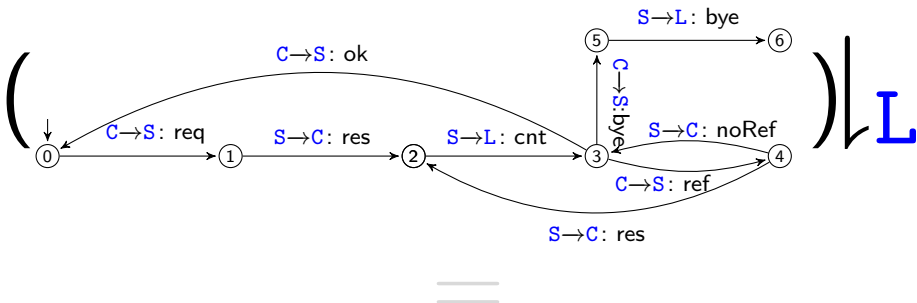 S→L: bye
5 6
C→S: ok
C→S:bye
( ) ↾ L
C→S: req
S→C: res
S→L: cnt
S→C: noRef
0 1 2 3 4
C→S: ref
S→C: res
=